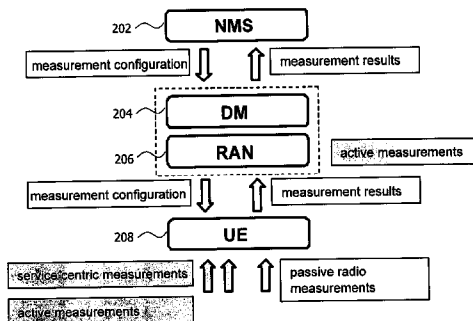 202 NMS
measurement configuration measurement results
204 DM
206 RAN active measurements
measurement configuration measurement results
208 UE
service centric measurements passive radio
measurements
active measurements